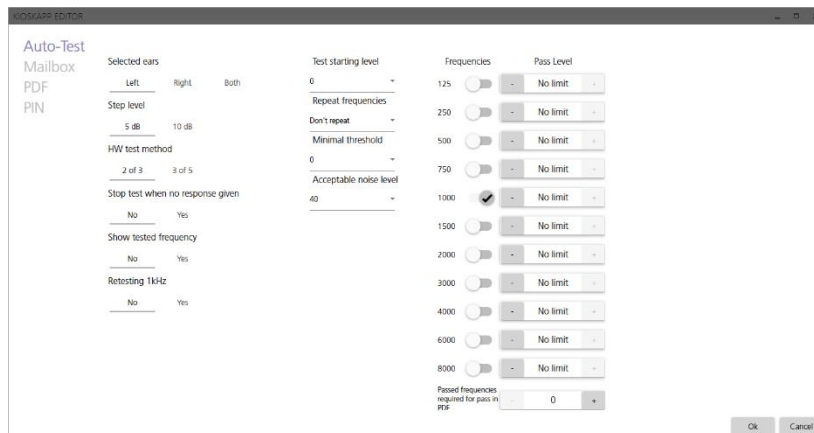 KIOSKAPP EDITOR
Auto-Test
Mailbox
PDF
PIN
Selected ears
Left Right Both
Step level
5 dB 10 dB
HW test method
2 of 3 3 of 5
Stop test when no response given
No Yes
Show tested frequency
No Yes
Retesting 1kHz
No Yes
Test starting level
0
Repeat frequencies
Don't repeat
Minimal threshold
0
Acceptable noise level
40
Frequencies Pass Level
125 - No limit +
250 - No limit +
500 - No limit +
750 - No limit +
1000 - No limit +
1500 - No limit +
2000 - No limit +
3000 - No limit +
4000 - No limit +
6000 - No limit +
8000 - No limit +
Passed frequencies
required for pass in
PDF
- 0 +
Ok Cancel